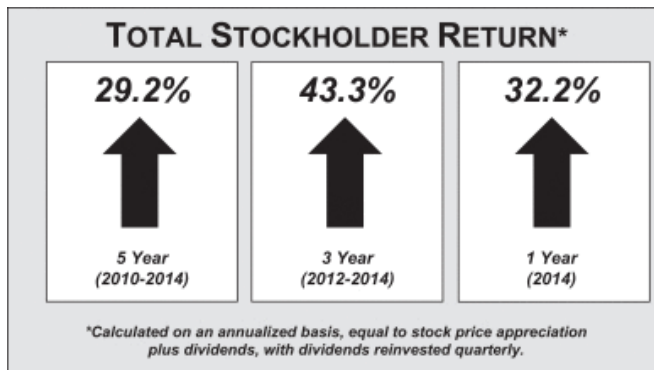 TOTAL STOCKHOLDER RETURN*
29.2%
5 Year
(2010-2014)
43.3%
3 Year
(2012-2014)
32.2%
1 Year
(2014)
*Calculated on an annualized basis, equal to stock price appreciation
plus dividends, with dividends reinvested quarterly.